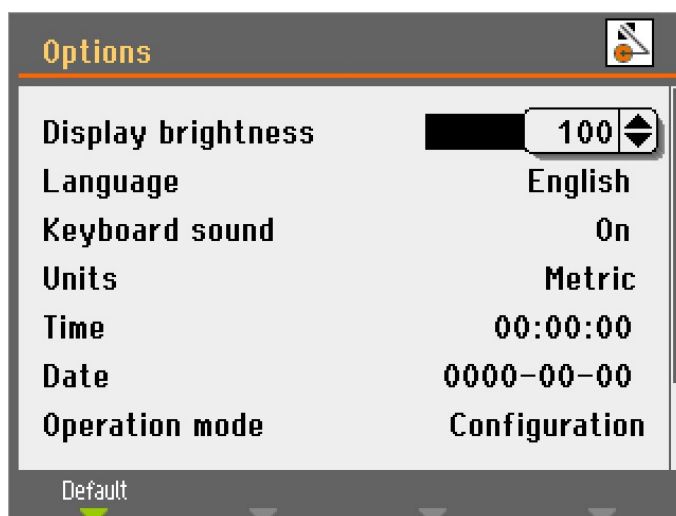 Options
Display brightness 100
Language English
Keyboard sound On
Units Metric
Time 00:00:00
Date 0000-00-00
Operation mode Configuration
Default